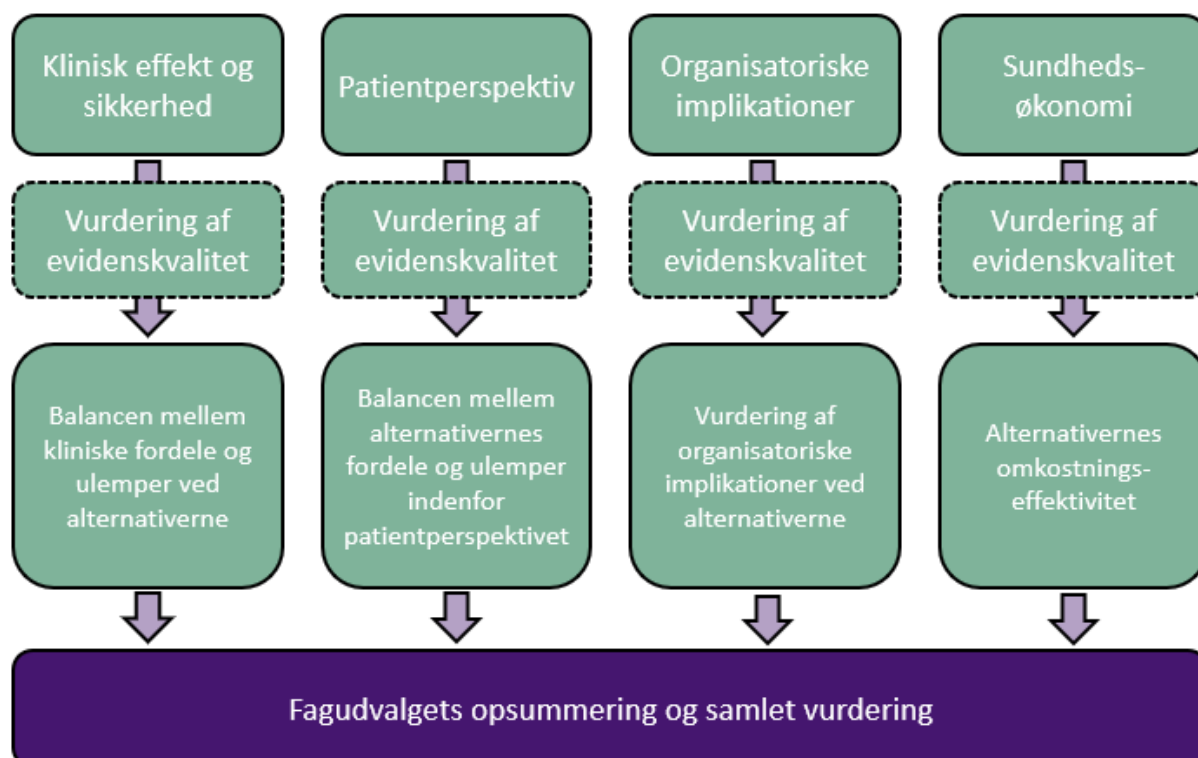 Klinisk effekt og
sikkerhed
Patientperspektiv
Organisatoriske
implikationer
Sundheds-
økonomi
Vurdering af
evidenskvalitet
Vurdering af
evidenskvalitet
Vurdering af
evidenskvalitet
Vurdering af
evidenskvalitet
Balancen mellem
kliniske fordele og
ulemper ved
alternativerne
Balancen mellem
alternativernes
fordele og ulemper
indenfor
patientperspektivet
Vurdering af
organisatoriske
implikationer ved
alternativerne
Alternativernes
omkostnings-
effektivitet
Fagudvalgets opsummering og samlet vurdering